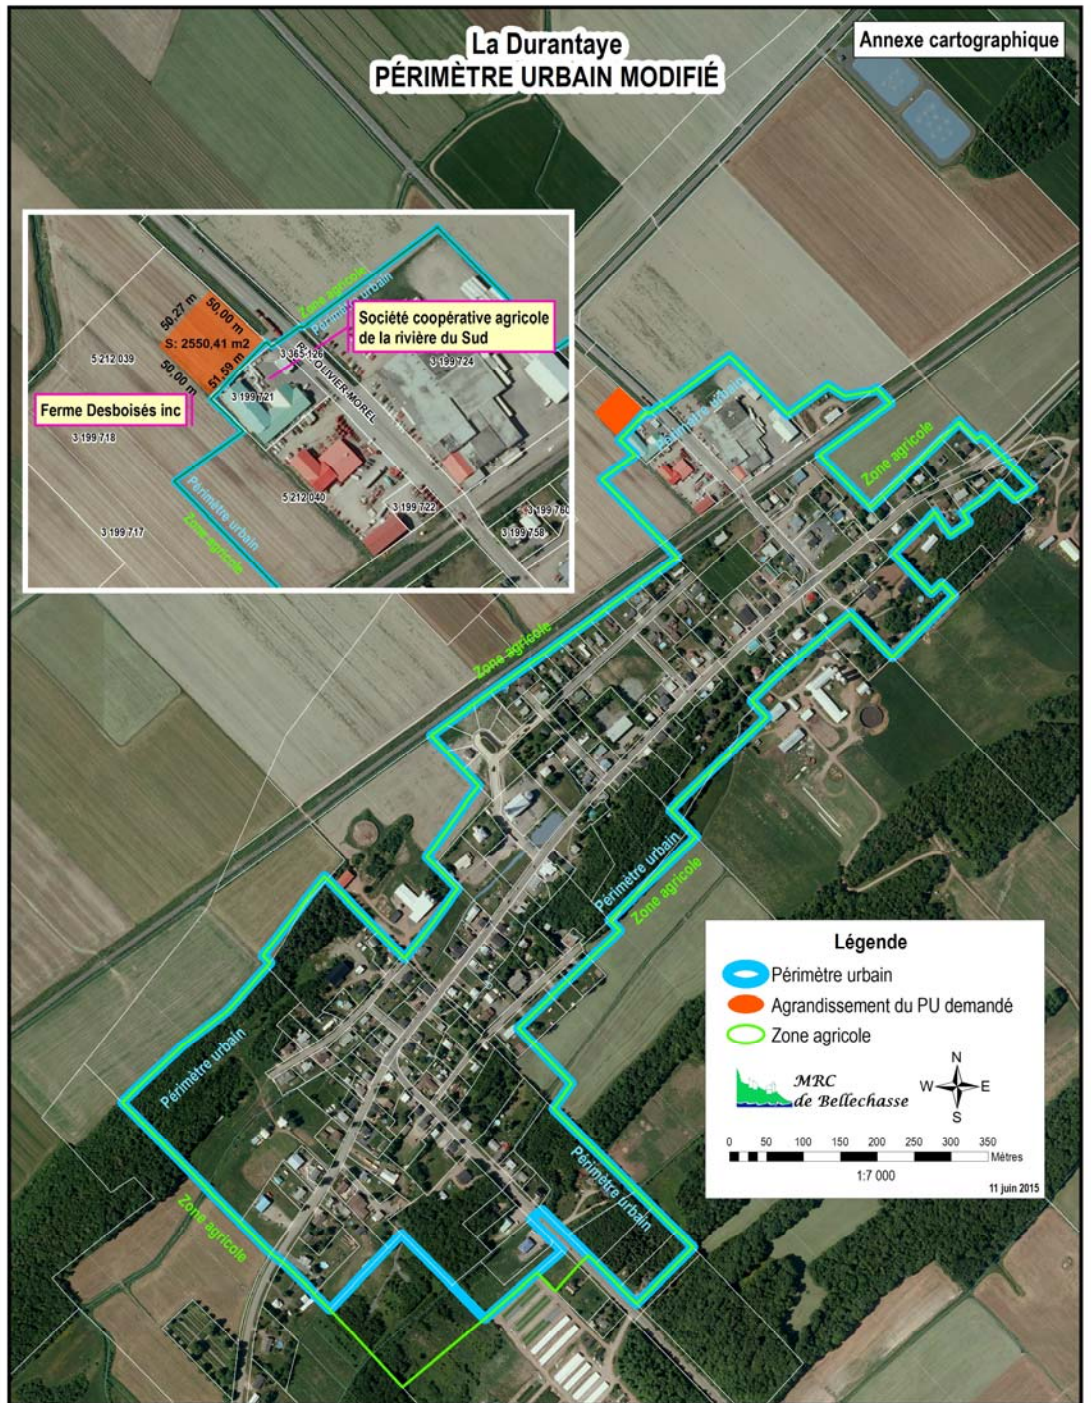 La Durantaye
PÉRIMÈTRE URBAIN MODIFIÉ
Annexe cartographique
Zone agricole
Périmètre urbain
50,27 m
50,00 m
S: 2550,41 m2
50,00 m
51,59 m
5 212 039
Société coopérative agricole
de la rivière du Sud
3 365 126
OLIVIER-MOREL
3 199 724
3 199 721
Ferme Desboisés inc
3 199 718
Périmètre urbain
Zone agricole
5 212 040
3 199 722
3 199 717
3 199 760
3 199 758
Périmètre urbain
Zone agricole
Zone agricole
Périmètre urbain
Zone agricole
Périmètre urbain
Zone agricole
Périmètre urbain
Légende
Périmètre urbain
Agrandissement du PU demandé
Zone agricole
MRC
de Bellechasse
N
W E
S
0 50 100 150 200 250 300 350
Mètres
1:7 000
11 juin 2015